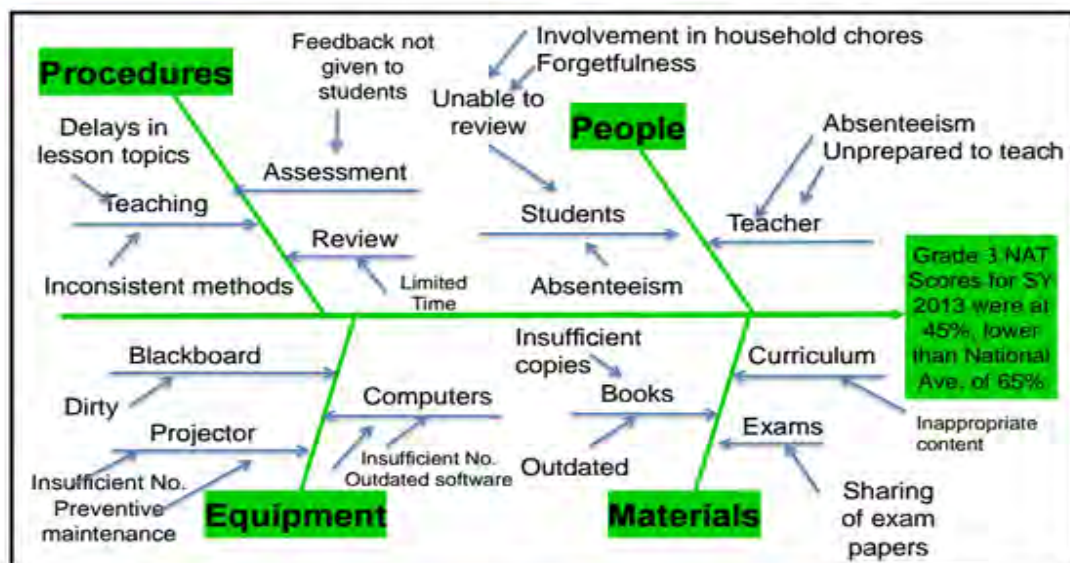 Procedures
Feedback not
given to
students
Delays in
lesson topics
Assessment
Teaching
Review
Inconsistent methods
Limited
Time
Involvement in household chores
Forgetfulness
Unable to
review
People
Absenteeism
Unprepared to teach
Students
Teacher
Absenteeism
Grade 3 NAT
Scores for SY
2013 were at
45%, lower
than National
Ave. of 65%
Blackboard
Dirty
Computers
Projector
Insufficient No.
Outdated software
Insufficient No.
Preventive
maintenance
Equipment
Insufficient
copies
Books
Outdated
Curriculum
Inappropriate
content
Exams
Sharing
of exam
papers
Materials